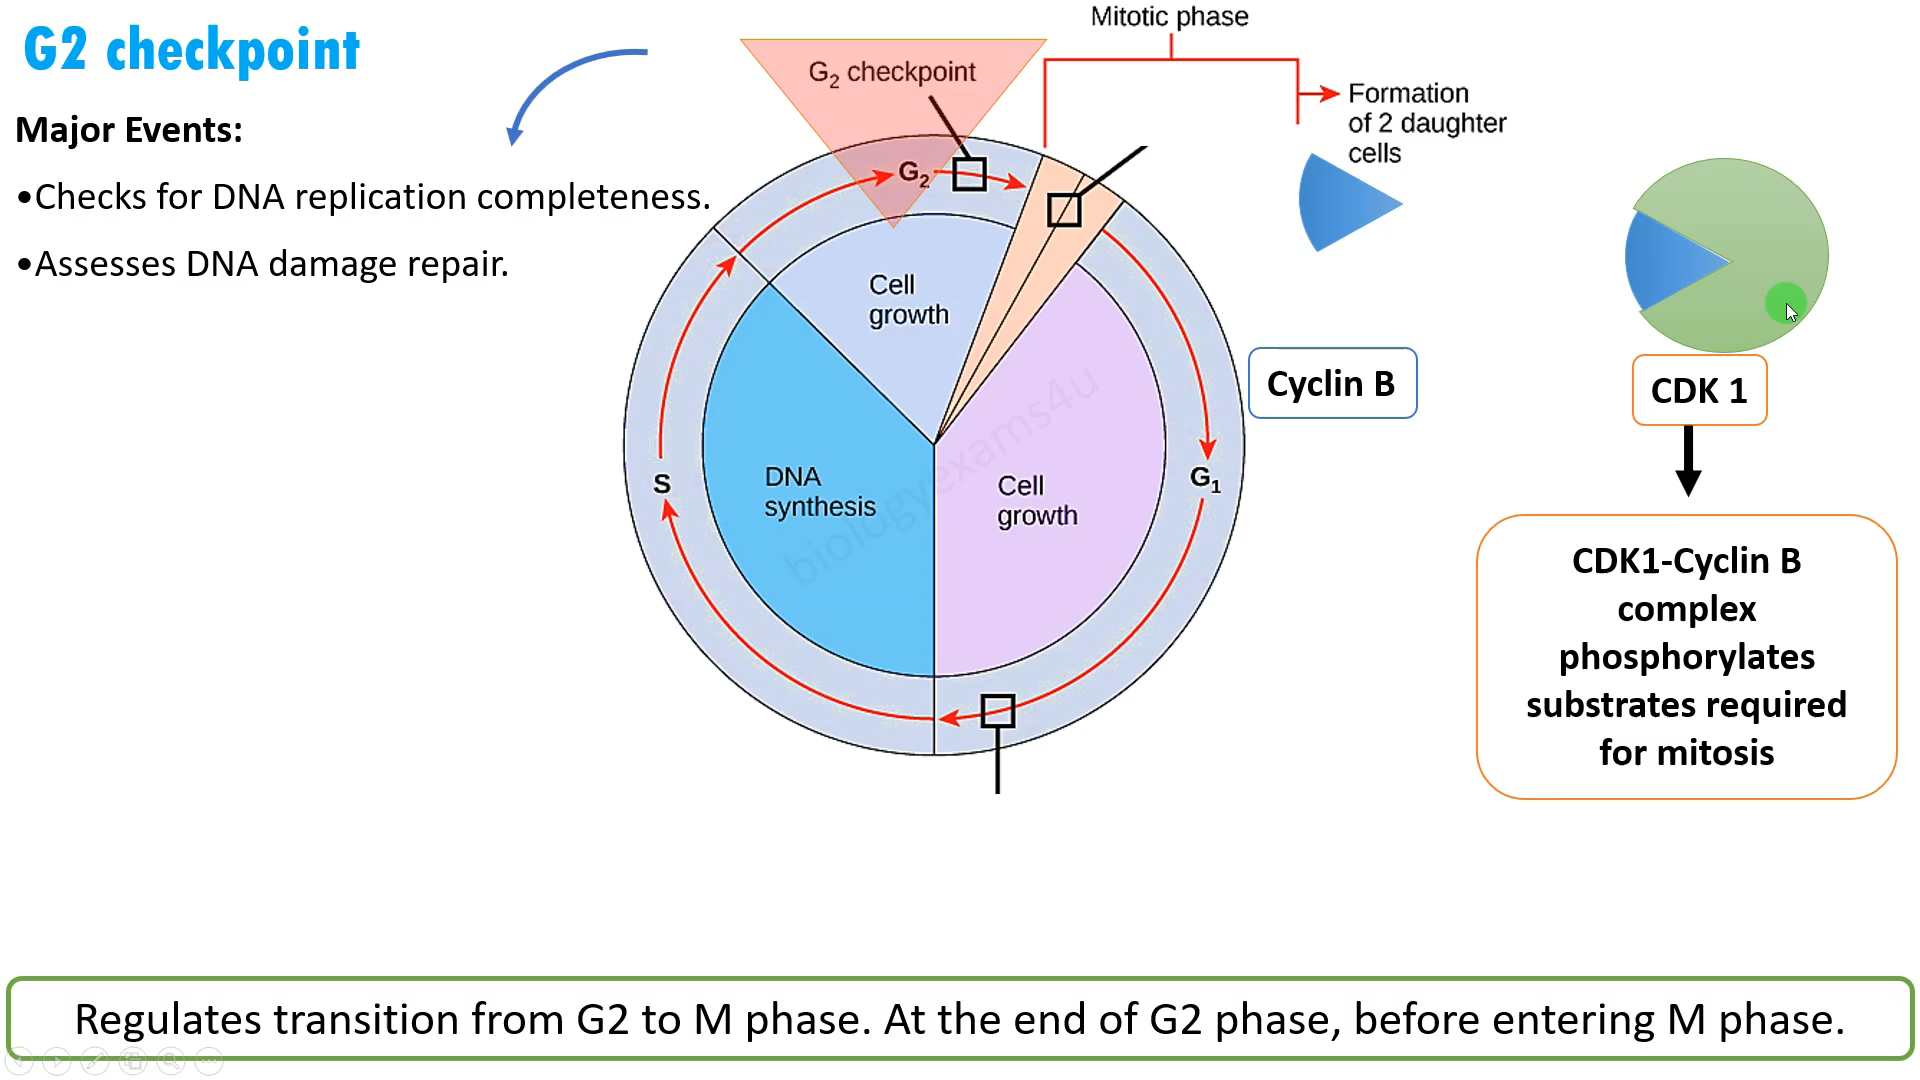 G2 checkpoint
Major Events:
•Checks for DNA replication completeness.
•Assesses DNA damage repair.
Mitotic phase
G₂ checkpoint
Formation
of 2 daughter
cells
G₂
Cell
growth
Cyclin B
CDK 1
S
DNA
synthesis
Cell
growth
G₁
biologyexams4u
CDK1-Cyclin B
complex
phosphorylates
substrates required
for mitosis
Regulates transition from G2 to M phase. At the end of G2 phase, before entering M phase.